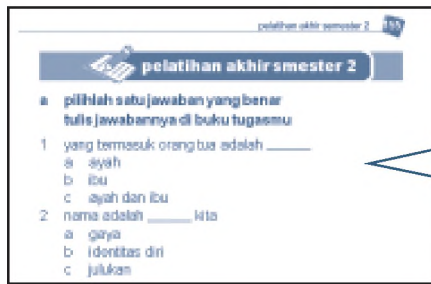 pelatihan akhir semester 2
pelatihan akhir smester 2
a pilihlah satu jawaban yang benar
tulis jawabannya di buku tugasmu
1 yang termasuk orang tua adalah ______
a ayah
b ibu
c ayah dan ibu
2 nama adalah ______ kita
a gaya
b identitas diri
c julukan